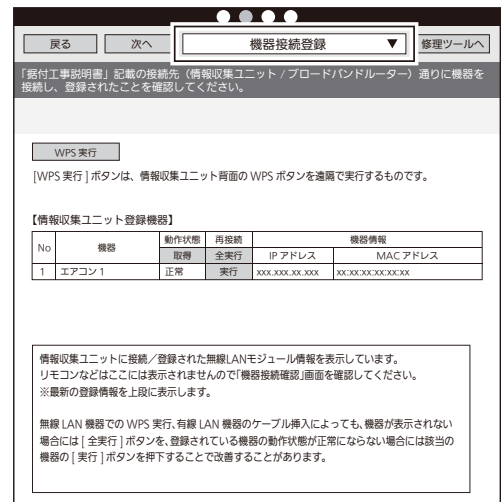 戻る
次へ
機器接続登録 ▼
修理ツールへ
「据付工事説明書」記載の接続先（情報収集ユニット / ブロードバンドルーター）通りに機器を
接続し、登録されたことを確認してください。
WPS 実行
[WPS 実行 ] ボタンは、情報収集ユニット背面の WPS ボタンを遠隔で実行するものです。
【情報収集ユニット登録機器】
No 機器 動作状態 再接続 機器情報
取得 全実行 IP アドレス MAC アドレス
1 エアコン 1 正常 実行 xxx.xxx.xx.xxx xx:xx:xx:xx:xx:xx
情報収集ユニットに接続／登録された無線LANモジュール情報を表示しています。
リモコンなどはここには表示されませんので「機器接続確認」画面を確認してください。
※最新の登録情報を上段に表示します。
無線 LAN 機器での WPS 実行、有線 LAN 機器のケーブル挿入によっても、機器が表示されない
場合には [ 全実行 ] ボタンを、登録されている機器の動作状態が正常にならない場合には該当の
機器の [ 実行 ] ボタンを押下することで改善することがあります。